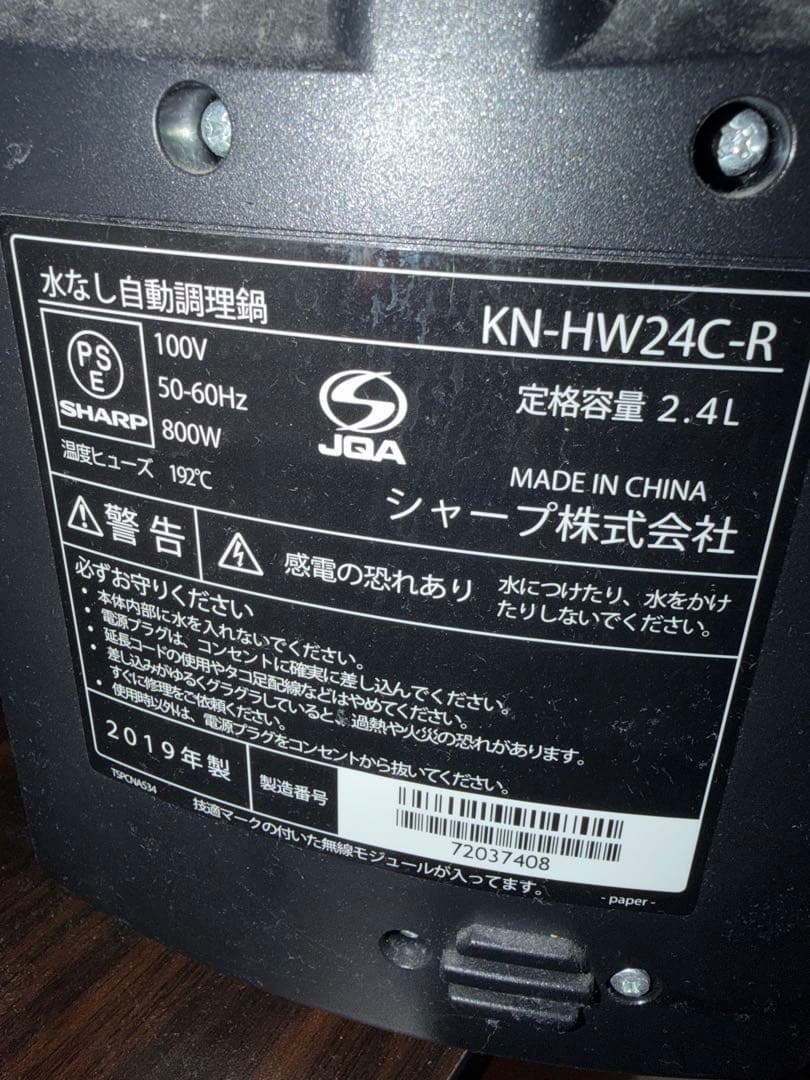 水なし自動調理鍋
KN-HW24C-R
PSE
SHARP
100V
50-60Hz
800W
温度ヒューズ 192℃
JQA
定格容量 2.4L
MADE IN CHINA
シャープ株式会社
警告
感電の恐れあり
水につけたり、水をかけ
たりしないでください。
必ずお守りください
・本体内部に水を入れないでください。
・電源プラグは、コンセントに確実に差し込んでください。
・延長コードの使用やタコ足配線などはやめてください。
・差し込みがゆるくグラグラしていると、過熱や火災の恐れがあります。
すぐに修理をご依頼ください。
・使用時以外は、電源プラグをコンセントから抜いてください。
2019年製
製造番号
72037408
TSPCNA534
技適マークの付いた無線モジュールが入ってます。
- paper -